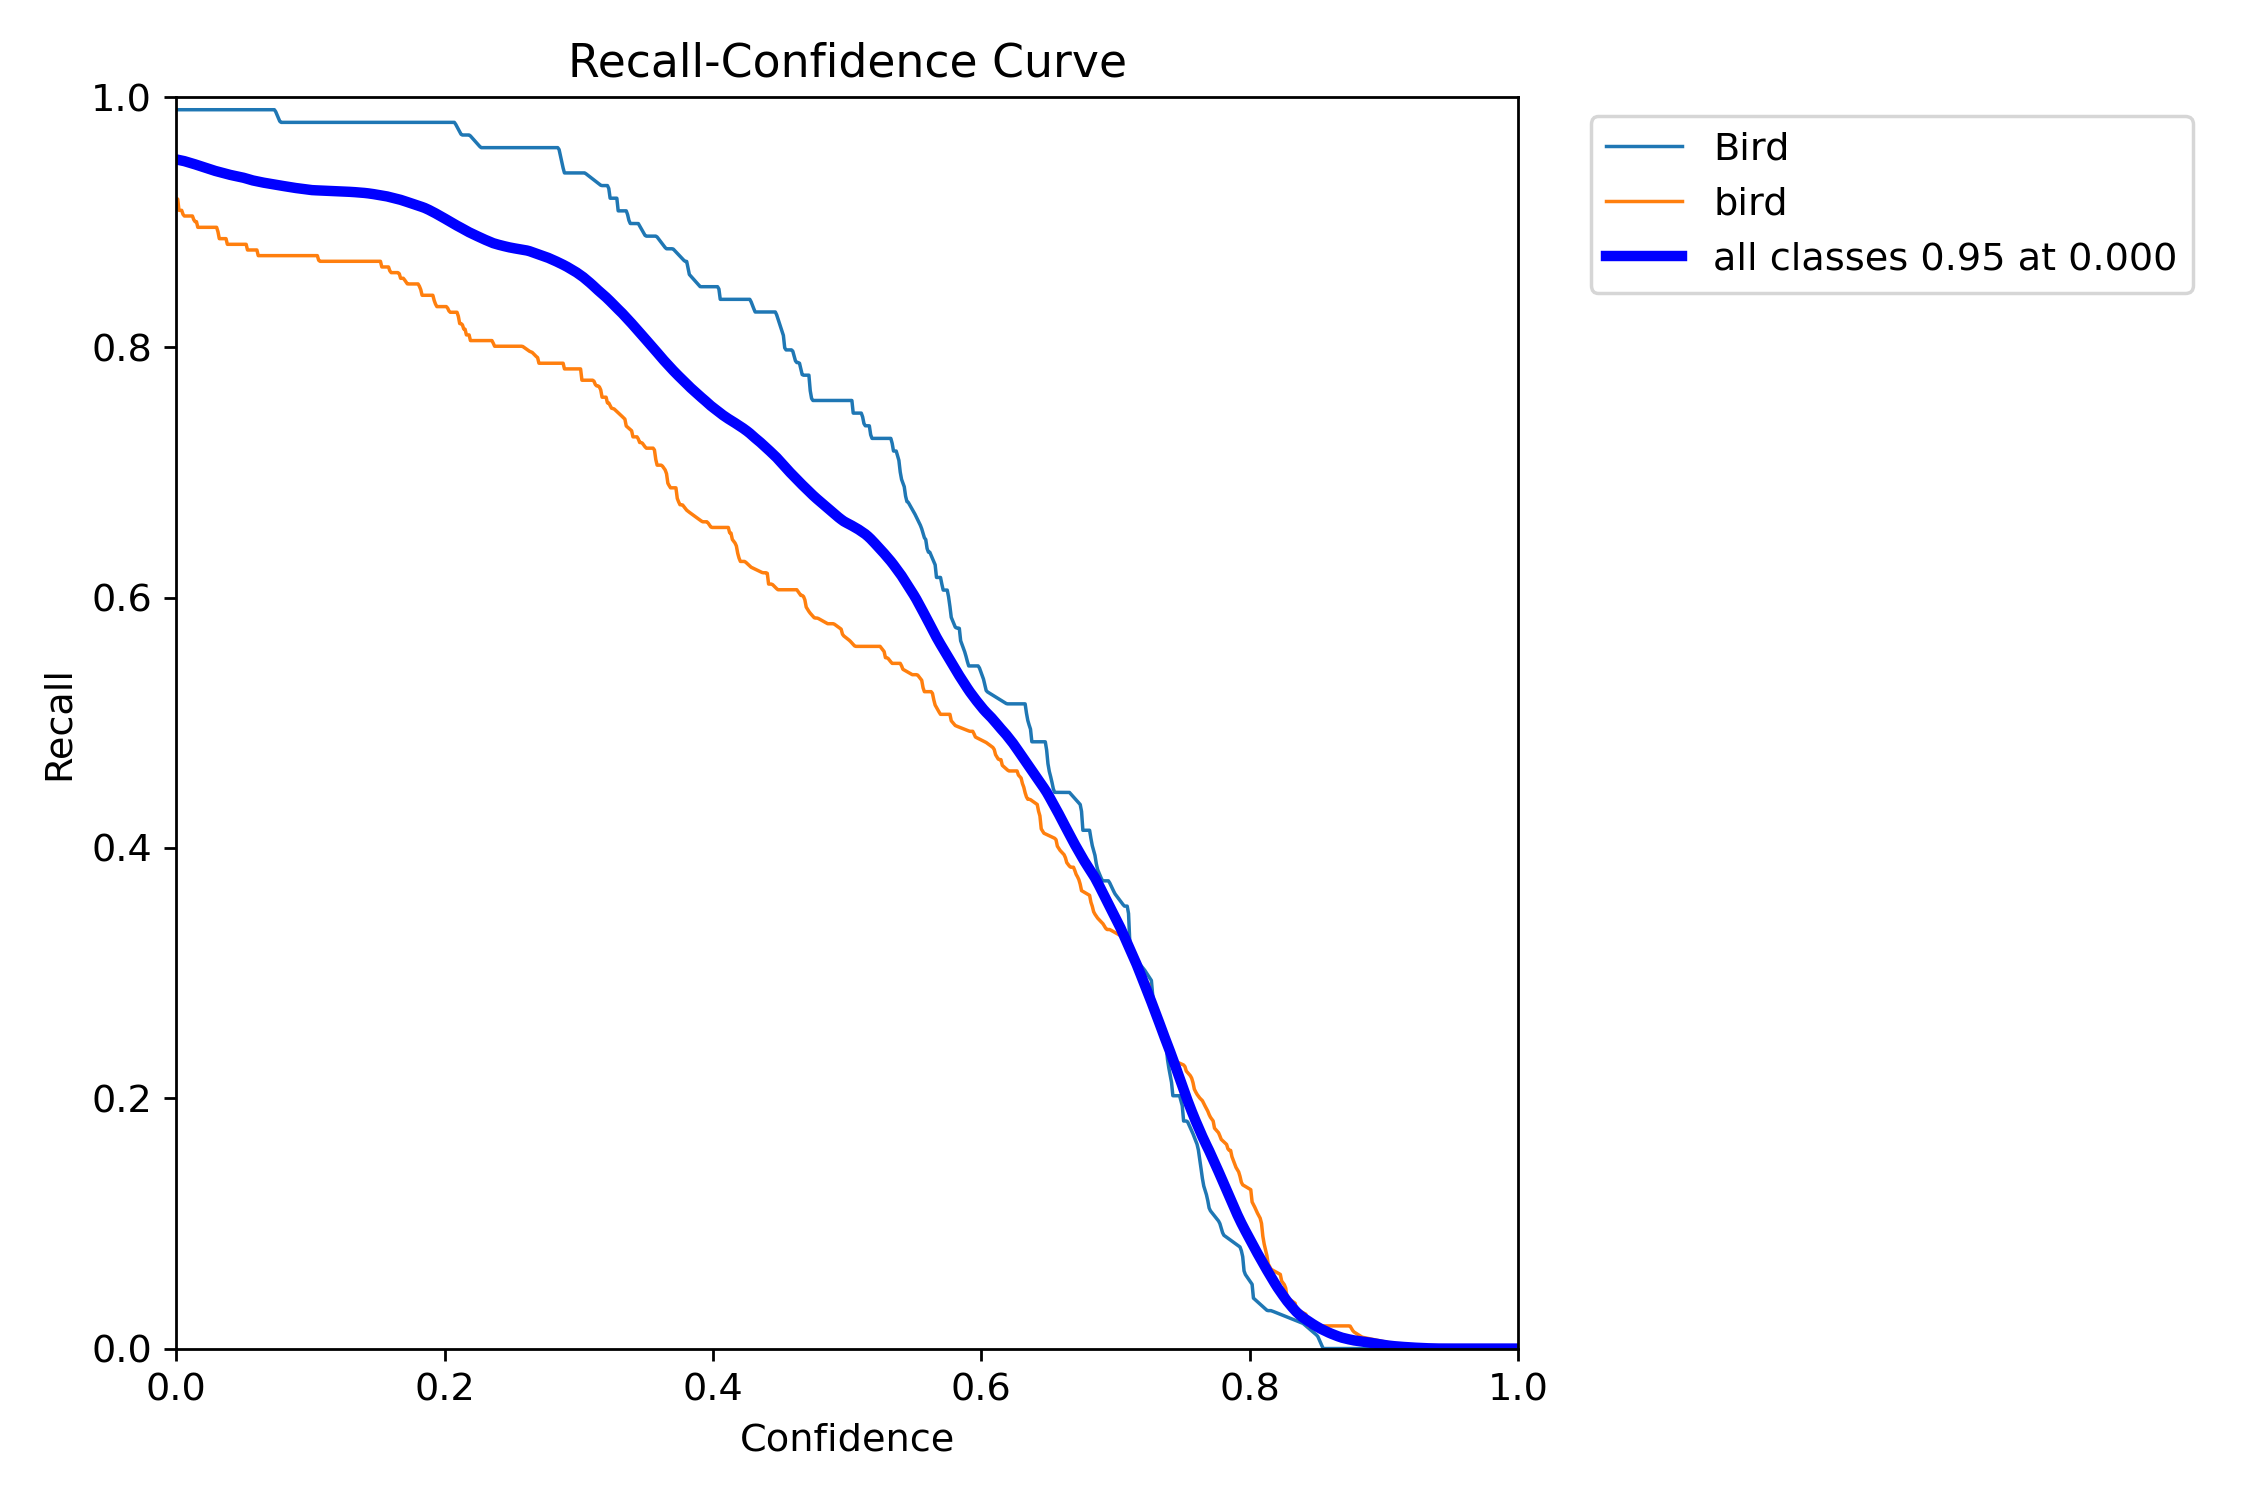 Recall-Confidence Curve
1.0
0.8
0.6
0.4
0.2
0.0
Recall
0.0 0.2 0.4 0.6 0.8 1.0
Confidence
Bird
bird
all classes 0.95 at 0.000